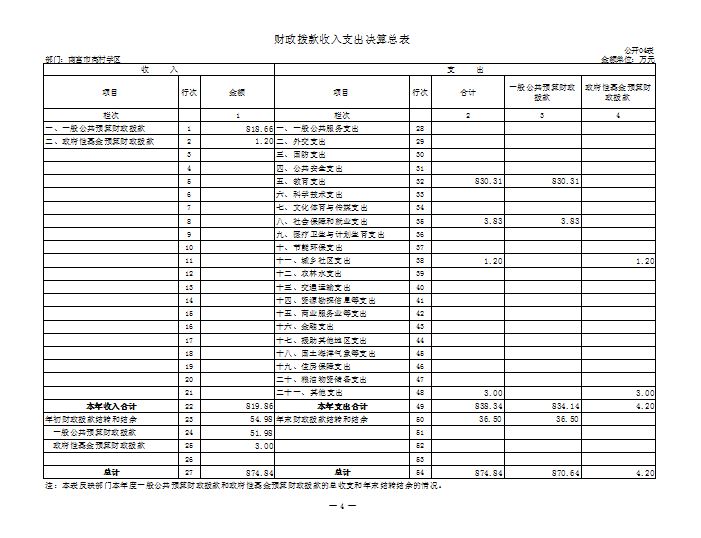 财政拨款收入支出决算总表
公开04表
部门：南宫市南村学区 金额单位：万元
收 入 支 出
项目 行次 金额 项目 行次 合计 一般公共预算财政拨款 政府性基金预算财政拨款
栏次 1 栏次 2 3 4
一、一般公共预算财政拨款 1 818.66 一、一般公共服务支出 28
二、政府性基金预算财政拨款 2 1.20 二、外交支出 29
3 三、国防支出 30
4 四、公共安全支出 31
5 五、教育支出 32 830.31 830.31
6 六、科学技术支出 33
7 七、文化体育与传媒支出 34
8 八、社会保障和就业支出 35 3.83 3.83
9 九、医疗卫生与计划生育支出 36
10 十、节能环保支出 37
11 十一、城乡社区支出 38 1.20 1.20
12 十二、农林水支出 39
13 十三、交通运输支出 40
14 十四、资源勘探信息等支出 41
15 十五、商业服务业等支出 42
16 十六、金融支出 43
17 十七、援助其他地区支出 44
18 十八、国土海洋气象等支出 45
19 十九、住房保障支出 46
20 二十、粮油物资储备支出 47
21 二十一、其他支出 48 3.00 3.00
本年收入合计 22 819.86 本年支出合计 49 838.34 834.14 4.20
年初财政拨款结转和结余 23 54.98 年末财政拨款结转和结余 50 36.50 36.50
一般公共预算财政拨款 24 51.98 51
政府性基金预算财政拨款 25 3.00 52
26 53
总计 27 874.84 总计 54 874.84 870.64 4.20
注：本表反映部门本年度一般公共预算财政拨款和政府性基金预算财政拨款的总收支和年末结转结余的情况。
— 4 —